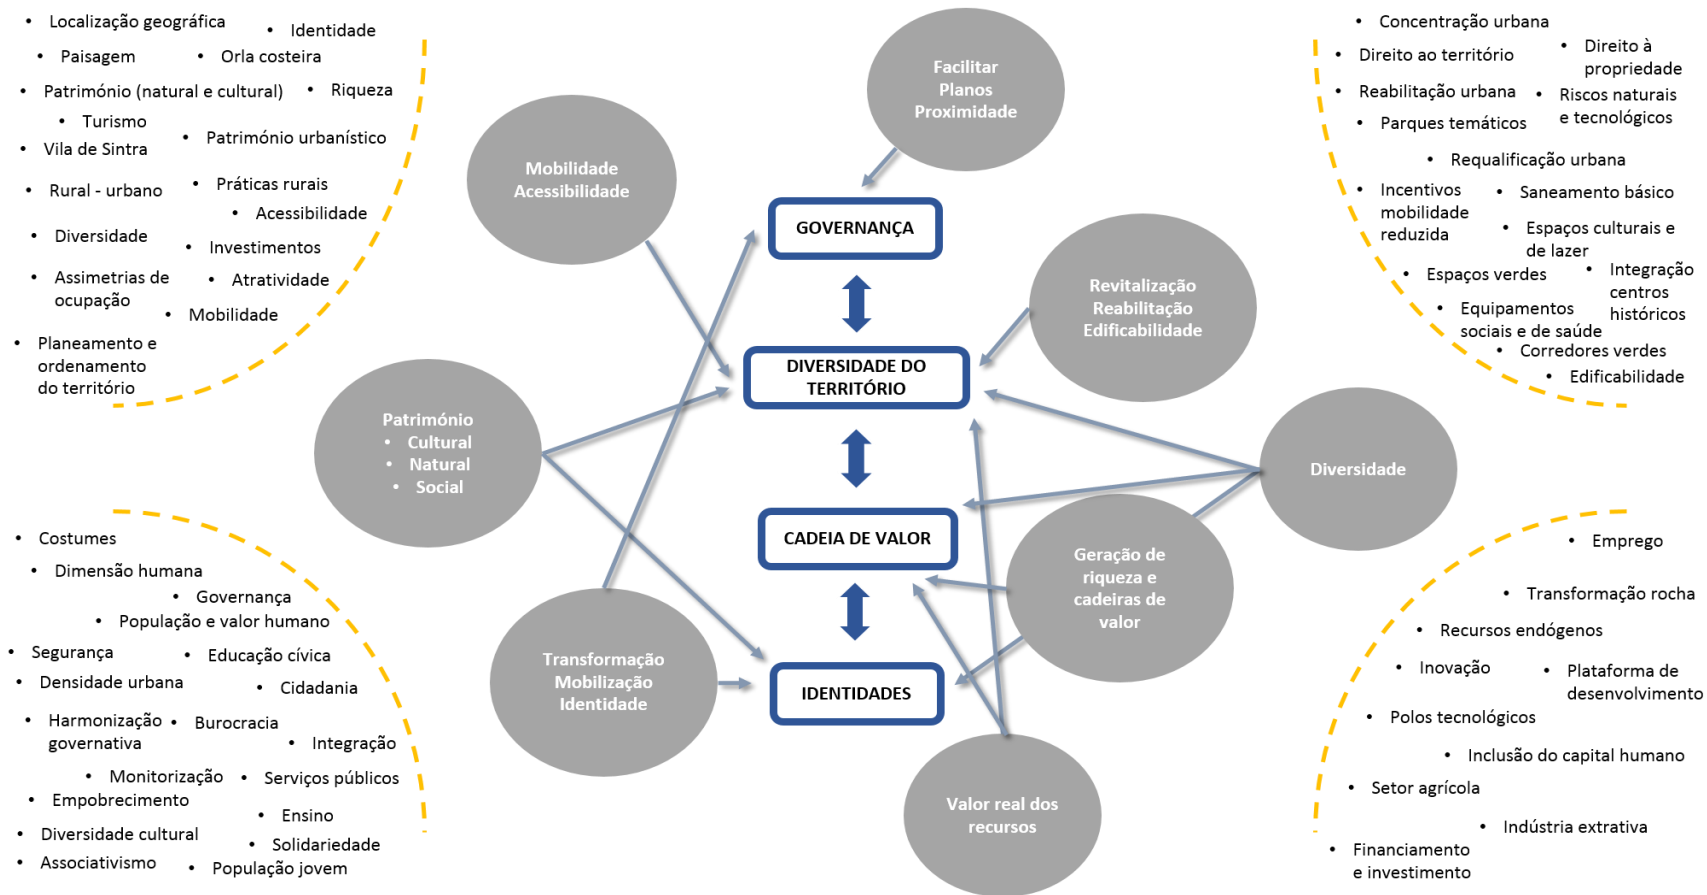 • Localização geográfica
• Identidade
• Paisagem
• Orla costeira
• Património (natural e cultural)
• Riqueza
• Turismo
• Património urbanístico
• Vila de Sintra
• Rural - urbano
• Práticas rurais
• Acessibilidade
• Diversidade
• Investimentos
• Assimetrias de
ocupação
• Atratividade
• Mobilidade
• Planeamento e
ordenamento
do território
Facilitar
Planos
Proximidade
Mobilidade
Acessibilidade
GOVERNANÇA
Revitalização
Reabilitação
Edificabilidade
DIVERSIDADE DO
TERRITÓRIO
Património
• Cultural
• Natural
• Social
Diversidade
CADEIA DE VALOR
Geração de
riqueza e
cadeiras de
valor
Transformação
Mobilização
Identidade
IDENTIDADES
Valor real dos
recursos
• Concentração urbana
• Direito ao território
• Direito à
propriedade
• Reabilitação urbana
• Riscos naturais
e tecnológicos
• Parques temáticos
• Requalificação urbana
• Incentivos
mobilidade
reduzida
• Saneamento básico
• Espaços culturais e
de lazer
• Espaços verdes
• Integração
centros
históricos
• Equipamentos
sociais e de saúde
• Corredores verdes
• Edificabilidade
• Costumes
• Dimensão humana
• Governança
• População e valor humano
• Segurança
• Educação cívica
• Densidade urbana
• Cidadania
• Harmonização
governativa
• Burocracia
• Integração
• Monitorização
• Serviços públicos
• Empobrecimento
• Ensino
• Diversidade cultural
• Solidariedade
• Associativismo
• População jovem
• Emprego
• Transformação rocha
• Recursos endógenos
• Inovação
• Plataforma de
desenvolvimento
• Polos tecnológicos
• Inclusão do capital humano
• Setor agrícola
• Indústria extrativa
• Financiamento
e investimento